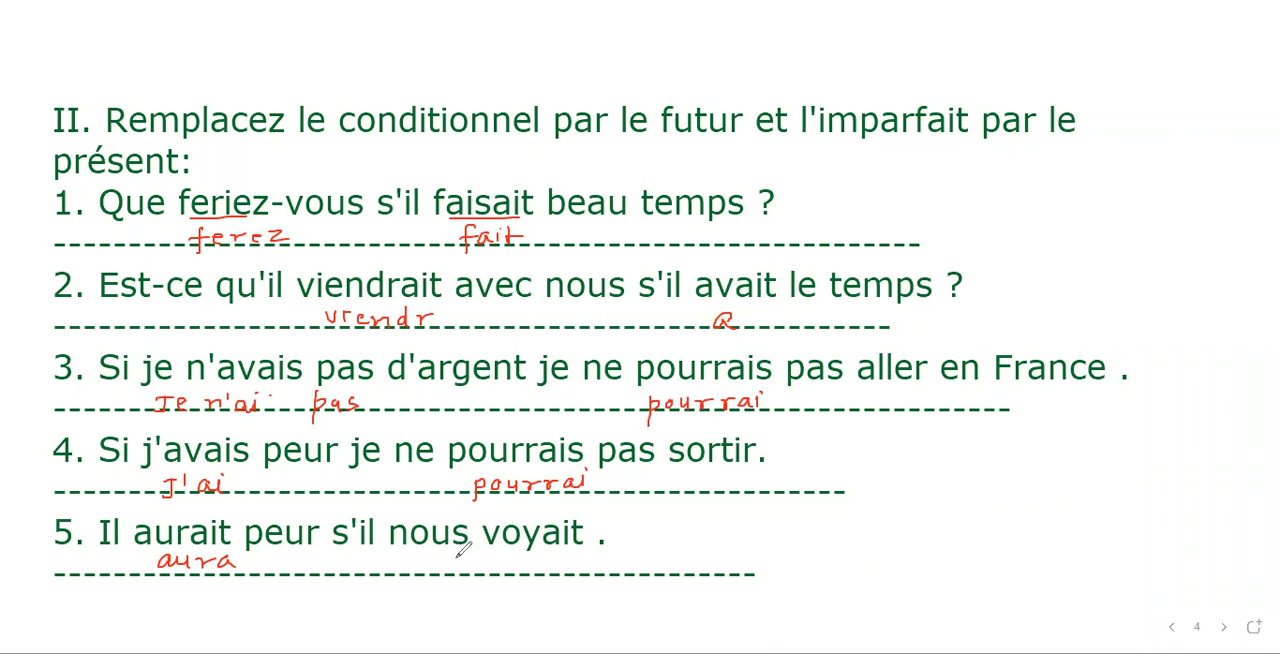 II. Remplacez le conditionnel par le futur et l'imparfait par le
présent:
1. Que feriez-vous s'il faisait beau temps ?
ferez fait
2. Est-ce qu'il viendrait avec nous s'il avait le temps ?
viendr a
3. Si je n'avais pas d'argent je ne pourrais pas aller en France .
Je n'ai pas pourrai
4. Si j'avais peur je ne pourrais pas sortir.
J'ai pourrai
5. Il aurait peur s'il nous voyait .
aura
4